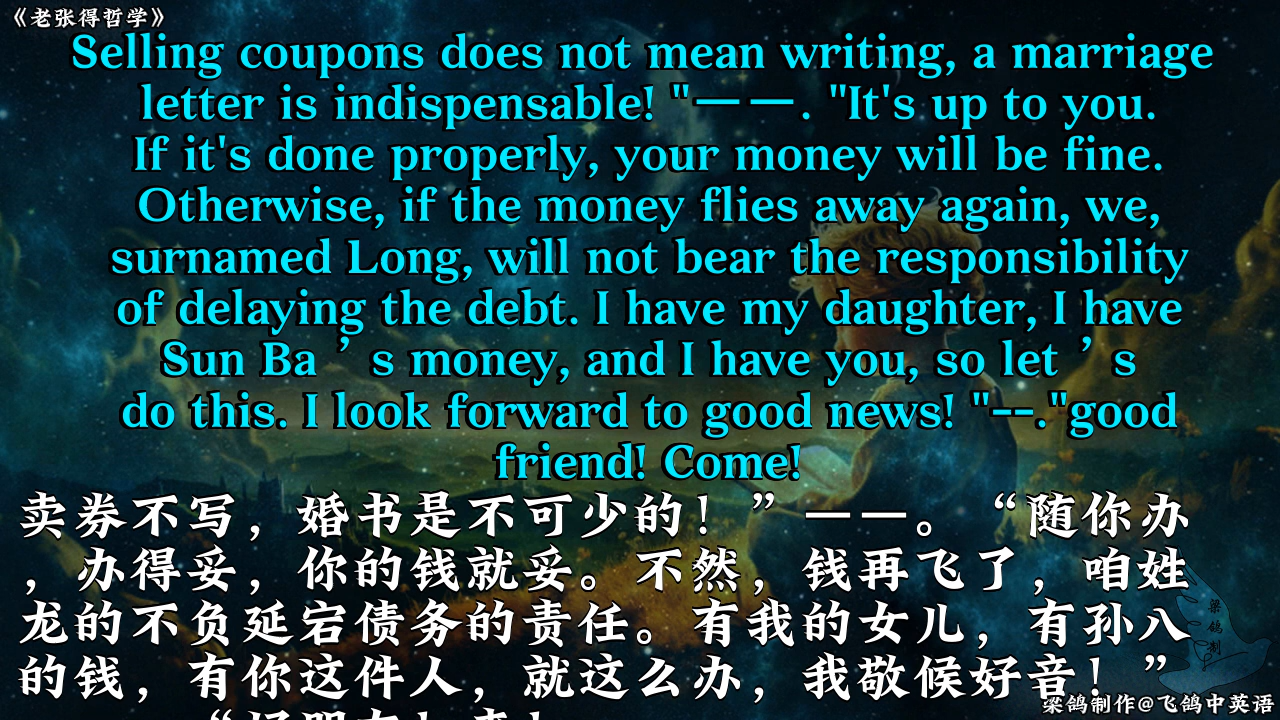 《老张得哲学》
Selling coupons does not mean writing, a marriage
letter is indispensable! "——. "It's up to you.
If it's done properly, your money will be fine.
Otherwise, if the money flies away again, we,
surnamed Long, will not bear the responsibility
of delaying the debt. I have my daughter, I have
Sun Ba’s money, and I have you, so let’s
do this. I look forward to good news! "--."good
friend! Come!
卖券不写，婚书是不可少的！”——。“随你办
，办得妥，你的钱就妥。不然，钱再飞了，咱姓
龙的不负延宕债务的责任。有我的女儿，有孙八
的钱，有你这件人，就这么办，我敬候好音！”
梁鸽制
梁鸽制作@飞鸽中英语